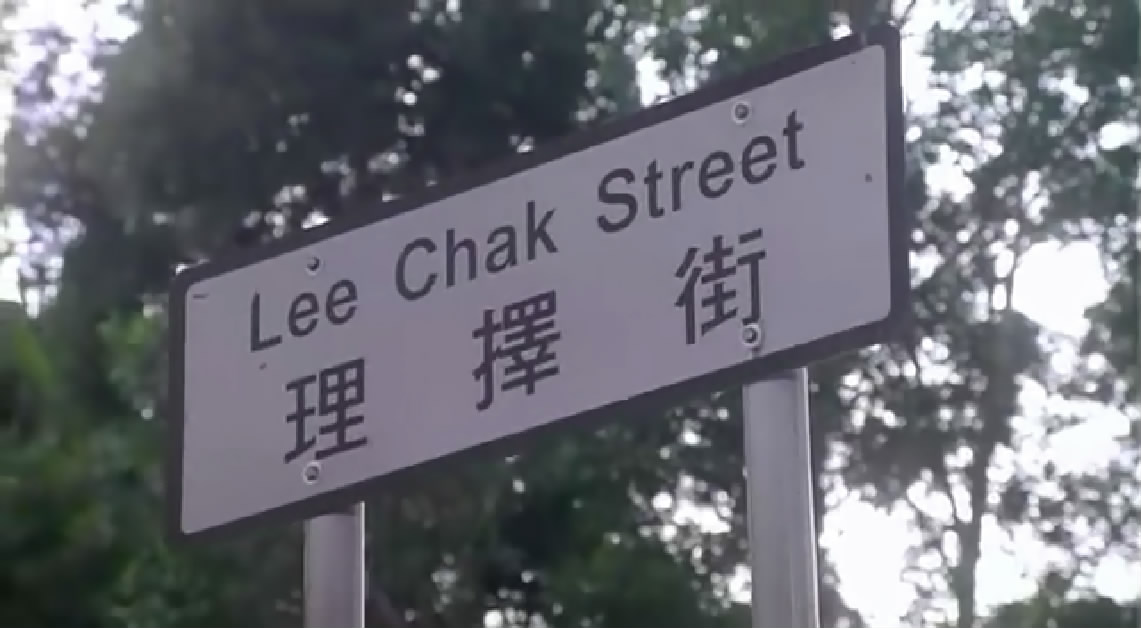 Lee Chak Street
理擇街